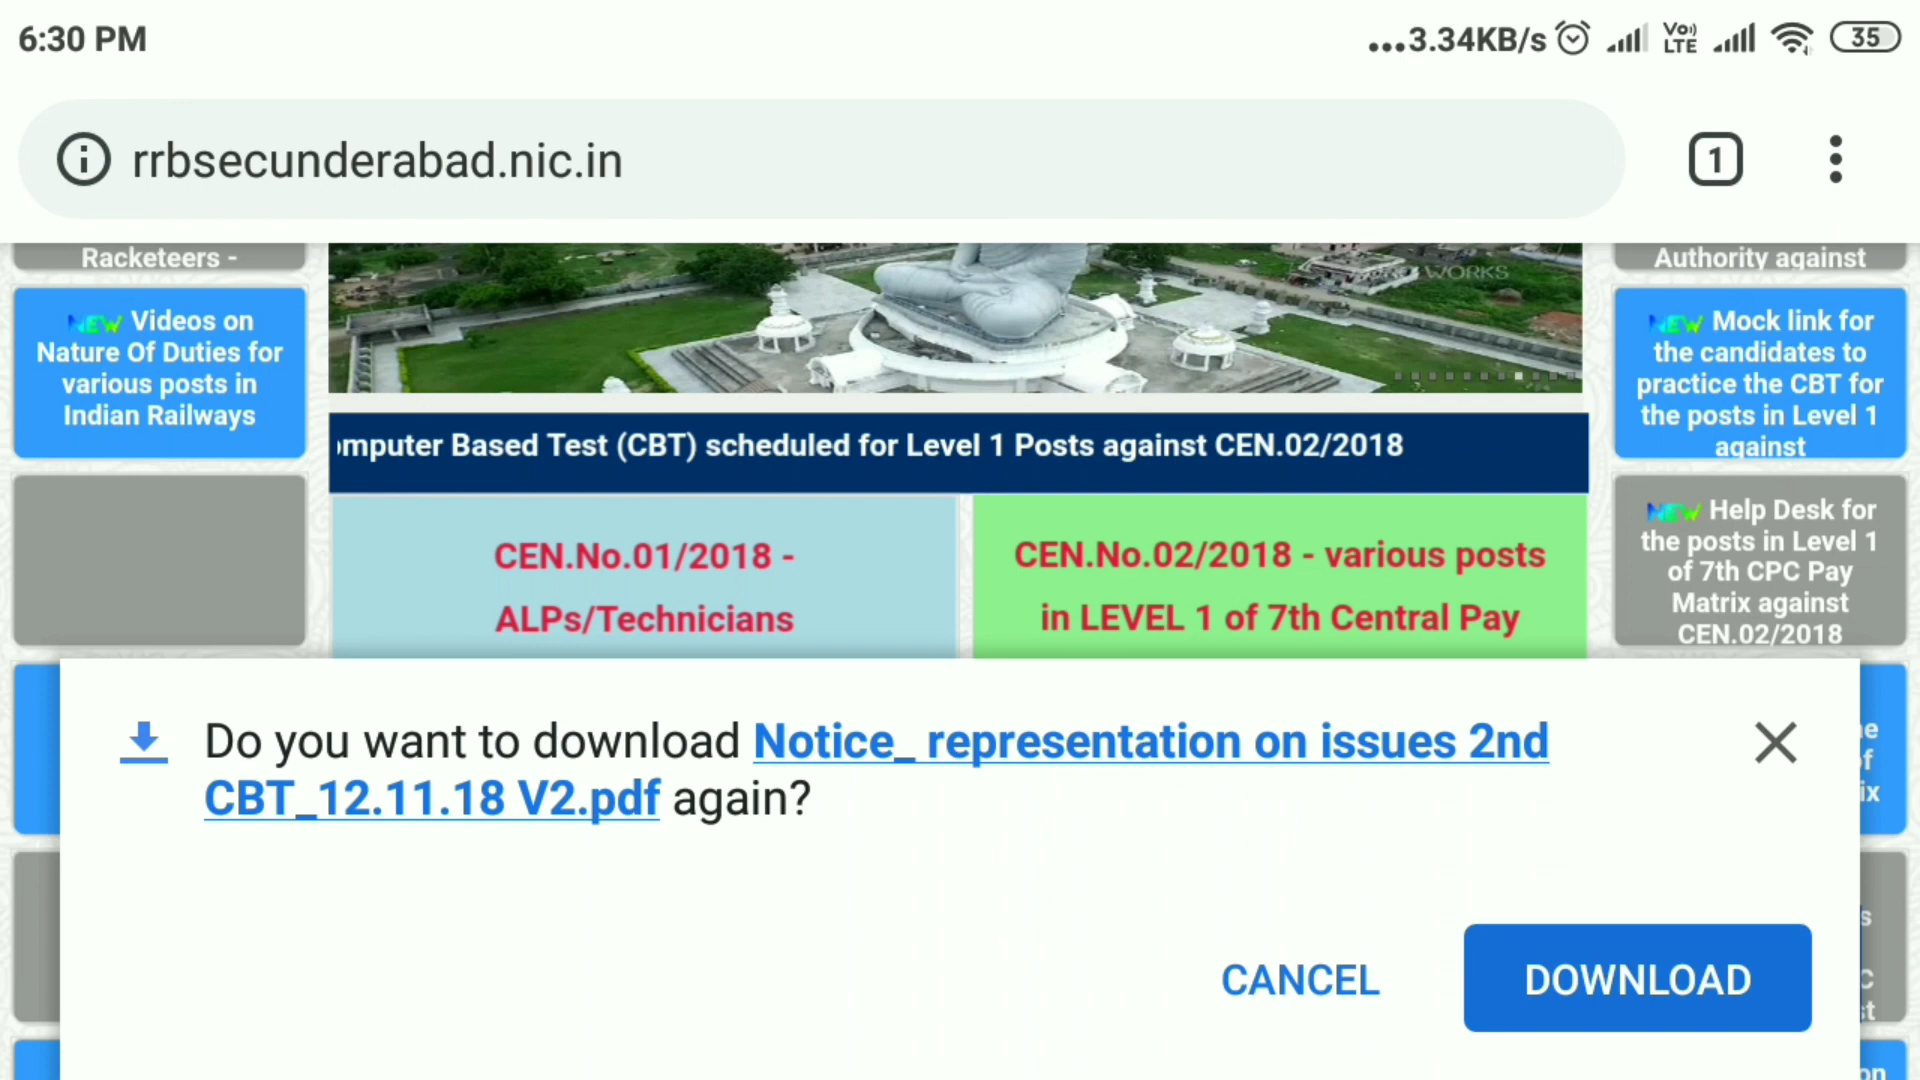 6:30 PM
...3.34KB/s
Vo))
LTE
35
rrbsecunderabad.nic.in
1
Racketeers -
NEW Videos on
Nature Of Duties for
various posts in
Indian Railways
WORKS
omputer Based Test (CBT) scheduled for Level 1 Posts against CEN.02/2018
CEN.No.01/2018 -
ALPs/Technicians
CEN.No.02/2018 - various posts
in LEVEL 1 of 7th Central Pay
Authority against
NEW Mock link for
the candidates to
practice the CBT for
the posts in Level 1
against
NEW Help Desk for
the posts in Level 1
of 7th CPC Pay
Matrix against
CEN.02/2018
Do you want to download Notice_ representation on issues 2nd
CBT_12.11.18 V2.pdf again?
CANCEL
DOWNLOAD